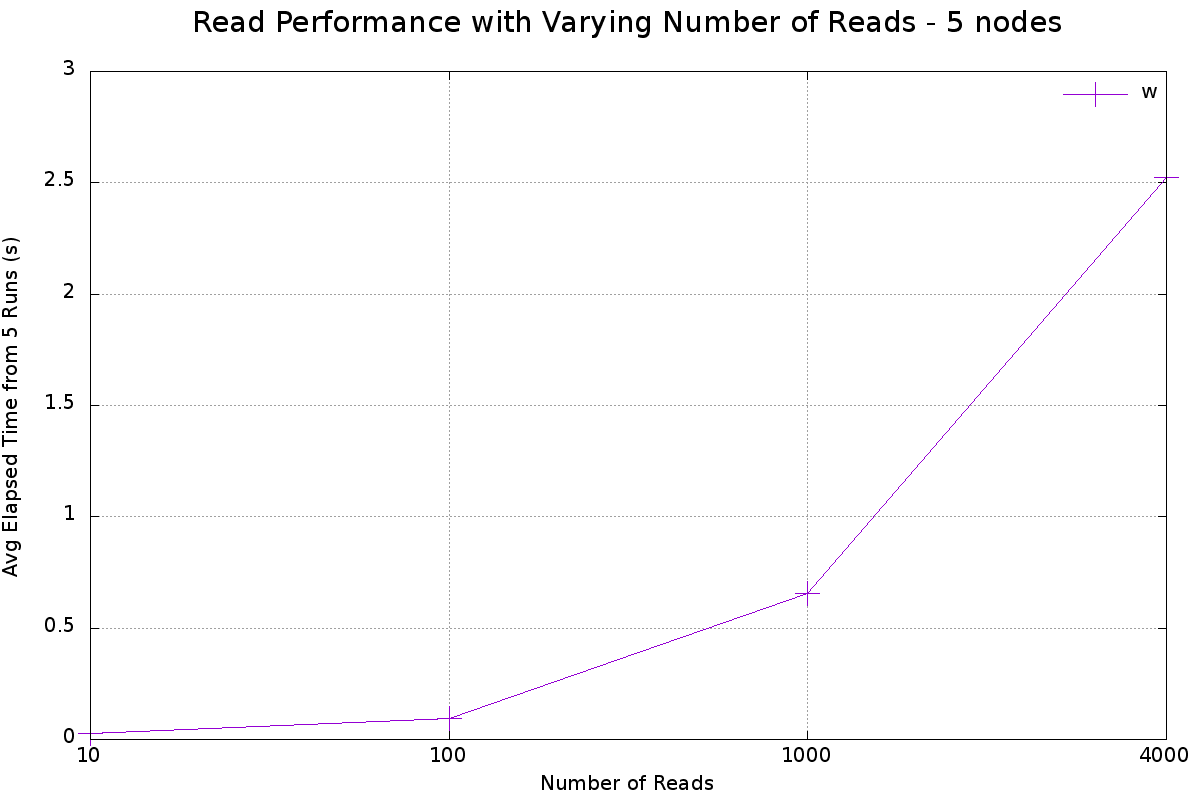 Read Performance with Varying Number of Reads - 5 nodes
w
3
2.5
2
1.5
1
0.5
0
Avg Elapsed Time from 5 Runs (s)
10 100 1000 4000
Number of Reads